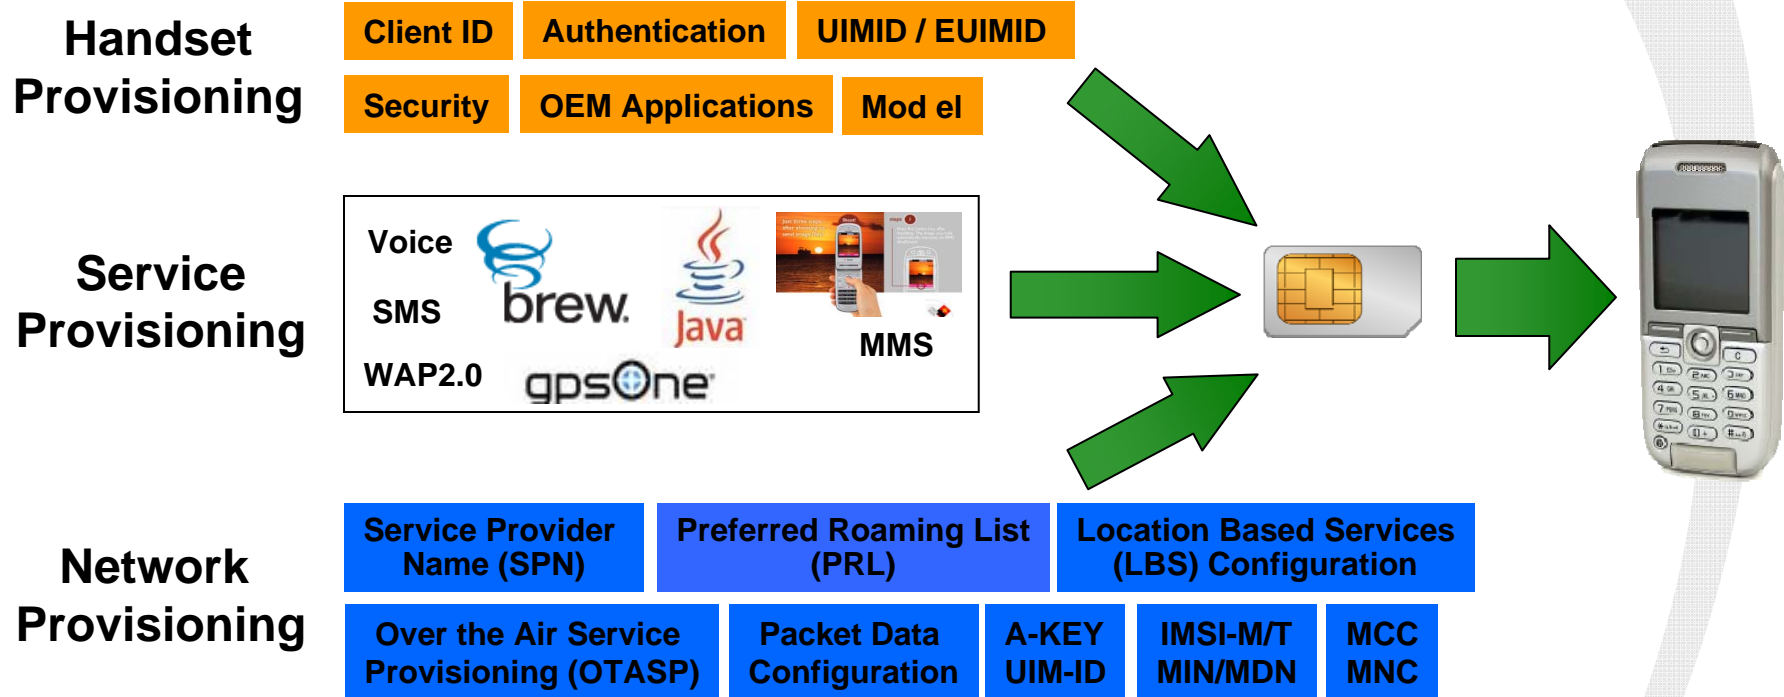 Handset
Provisioning
Client ID
Authentication
UIMID / EUIMID
Security
OEM Applications
Mod el
Service
Provisioning
Voice
SMS
WAP2.0
brew.
Java
gpsOne
MMS
Network
Provisioning
Service Provider
Name (SPN)
Preferred Roaming List
(PRL)
Location Based Services
(LBS) Configuration
Over the Air Service
Provisioning (OTASP)
Packet Data
Configuration
A-KEY
UIM-ID
IMSI-M/T
MIN/MDN
MCC
MNC